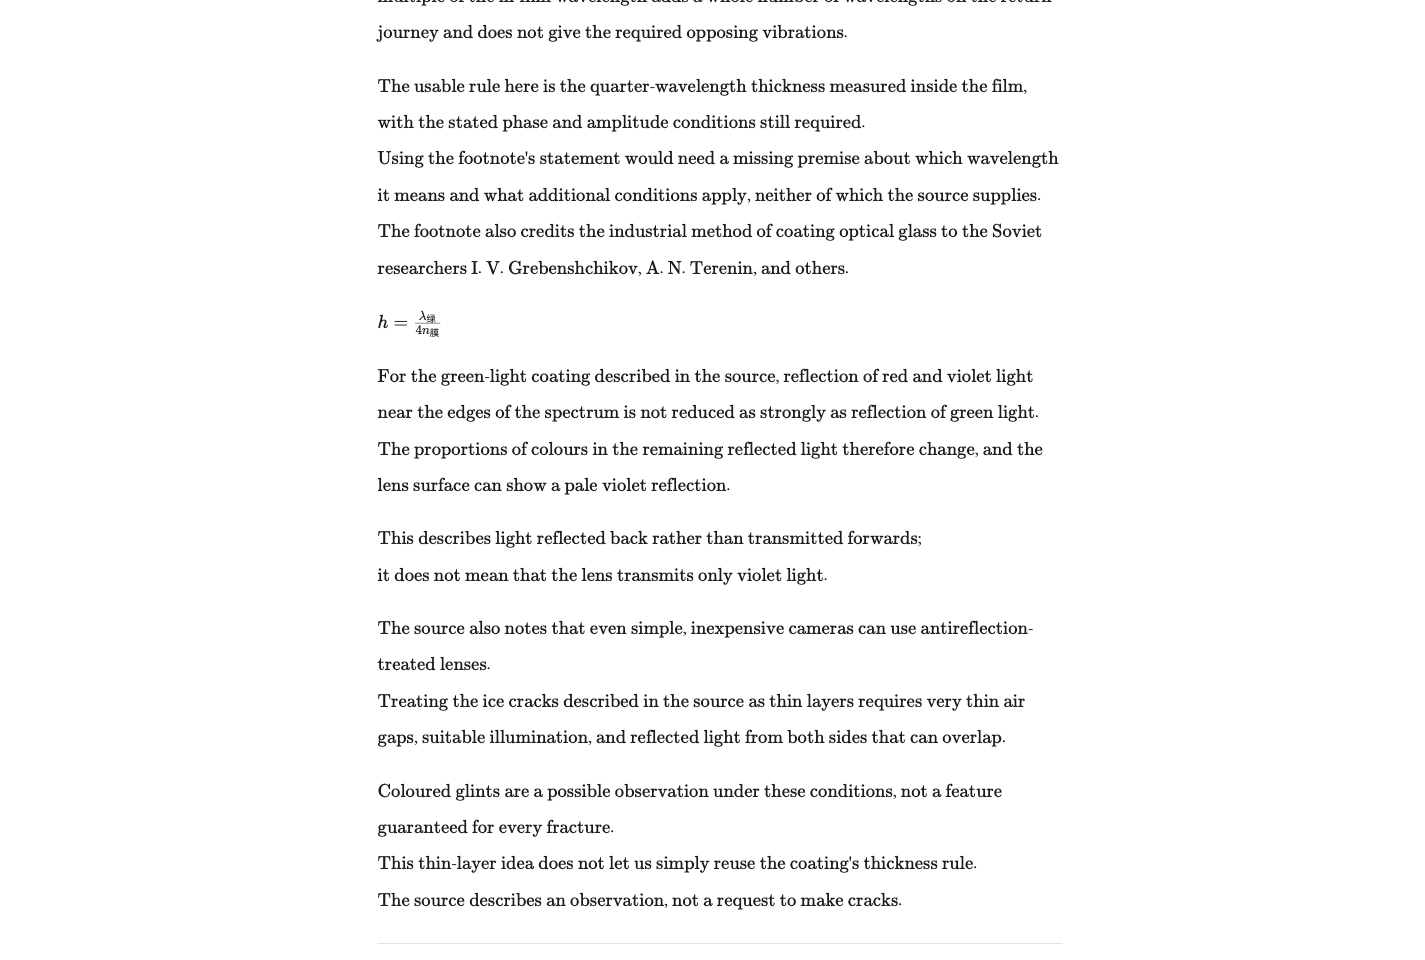 journey and does not give the required opposing vibrations.
The usable rule here is the quarter-wavelength thickness measured inside the film,
with the stated phase and amplitude conditions still required.
Using the footnote's statement would need a missing premise about which wavelength
it means and what additional conditions apply, neither of which the source supplies.
The footnote also credits the industrial method of coating optical glass to the Soviet
researchers I. V. Grebenshchikov, A. N. Terenin, and others.
h = λ绿 / 4n膜
For the green-light coating described in the source, reflection of red and violet light
near the edges of the spectrum is not reduced as strongly as reflection of green light.
The proportions of colours in the remaining reflected light therefore change, and the
lens surface can show a pale violet reflection.
This describes light reflected back rather than transmitted forwards;
it does not mean that the lens transmits only violet light.
The source also notes that even simple, inexpensive cameras can use antireflection-
treated lenses.
Treating the ice cracks described in the source as thin layers requires very thin air
gaps, suitable illumination, and reflected light from both sides that can overlap.
Coloured glints are a possible observation under these conditions, not a feature
guaranteed for every fracture.
This thin-layer idea does not let us simply reuse the coating's thickness rule.
The source describes an observation, not a request to make cracks.